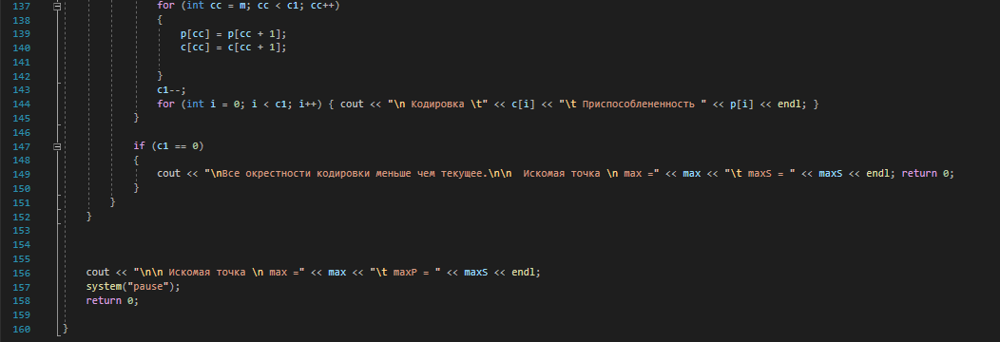 137 for (int cc = m; cc < c1; cc++)
138 {
139 p[cc] = p[cc + 1];
140 c[cc] = c[cc + 1];
141
142 }
143 c1--;
144 for (int i = 0; i < c1; i++) { cout << "\n Кодировка \t" << c[i] << "\t Приспособлененность " << p[i] << endl; }
145 }
146
147 if (c1 == 0)
148 {
149 cout << "\nВсе окрестности кодировки меньше чем текущее.\n\n  Искомая точка \n max =" << max << "\t maxS = " << maxS << endl; return 0;
150 }
151 }
152 }
153
154
155
156 cout << "\n\n Искомая точка \n max =" << max << "\t maxP = " << maxS << endl;
157 system("pause");
158 return 0;
159
160 }